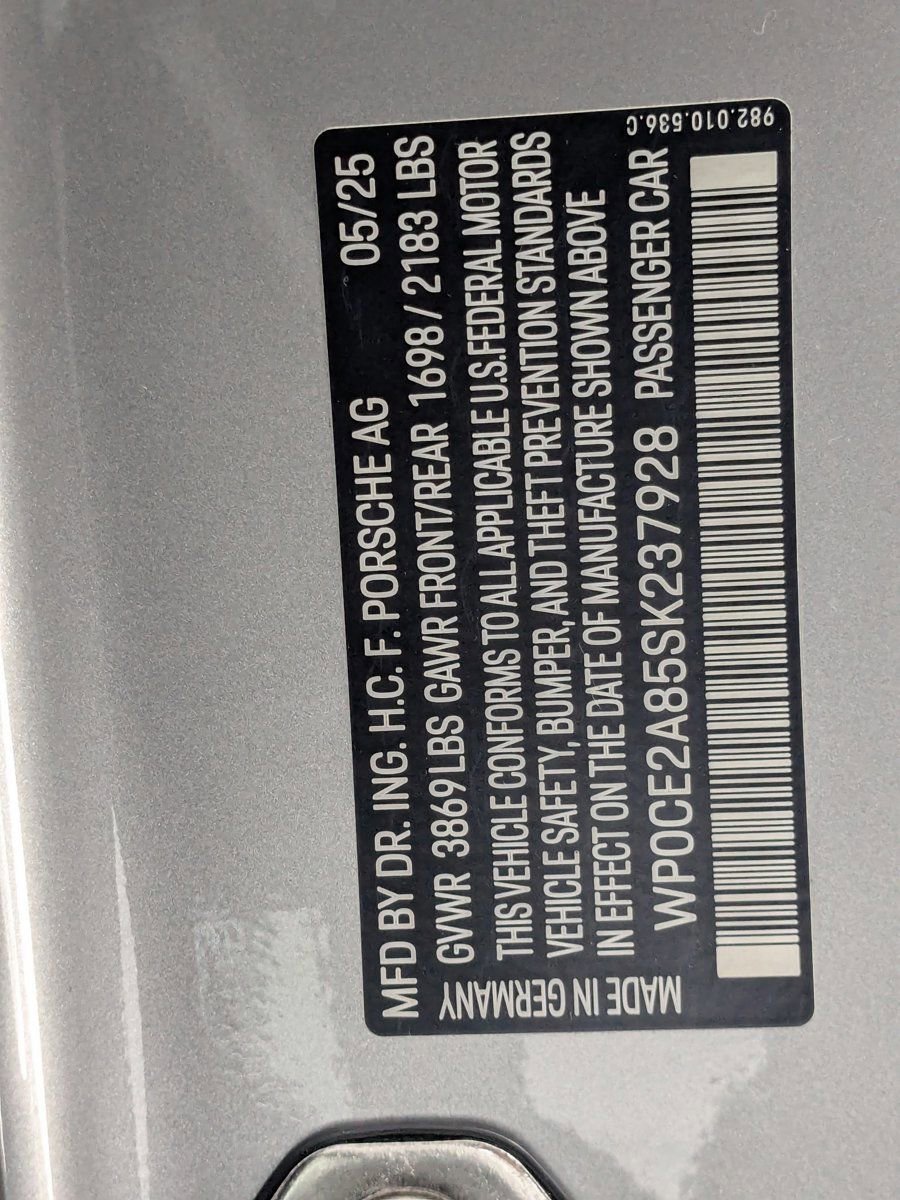 MFD BY DR. ING. H.C. F. PORSCHE AG 05/25
GVWR 3869LBS GAWR FRONT/REAR 1698 / 2183 LBS
THIS VEHICLE CONFORMS TO ALL APPLICABLE U.S. FEDERAL MOTOR
VEHICLE SAFETY, BUMPER, AND THEFT PREVENTION STANDARDS
IN EFFECT ON THE DATE OF MANUFACTURE SHOWN ABOVE
WP0CE2A85SK237928 PASSENGER CAR
MADE IN GERMANY
982.010.536.C